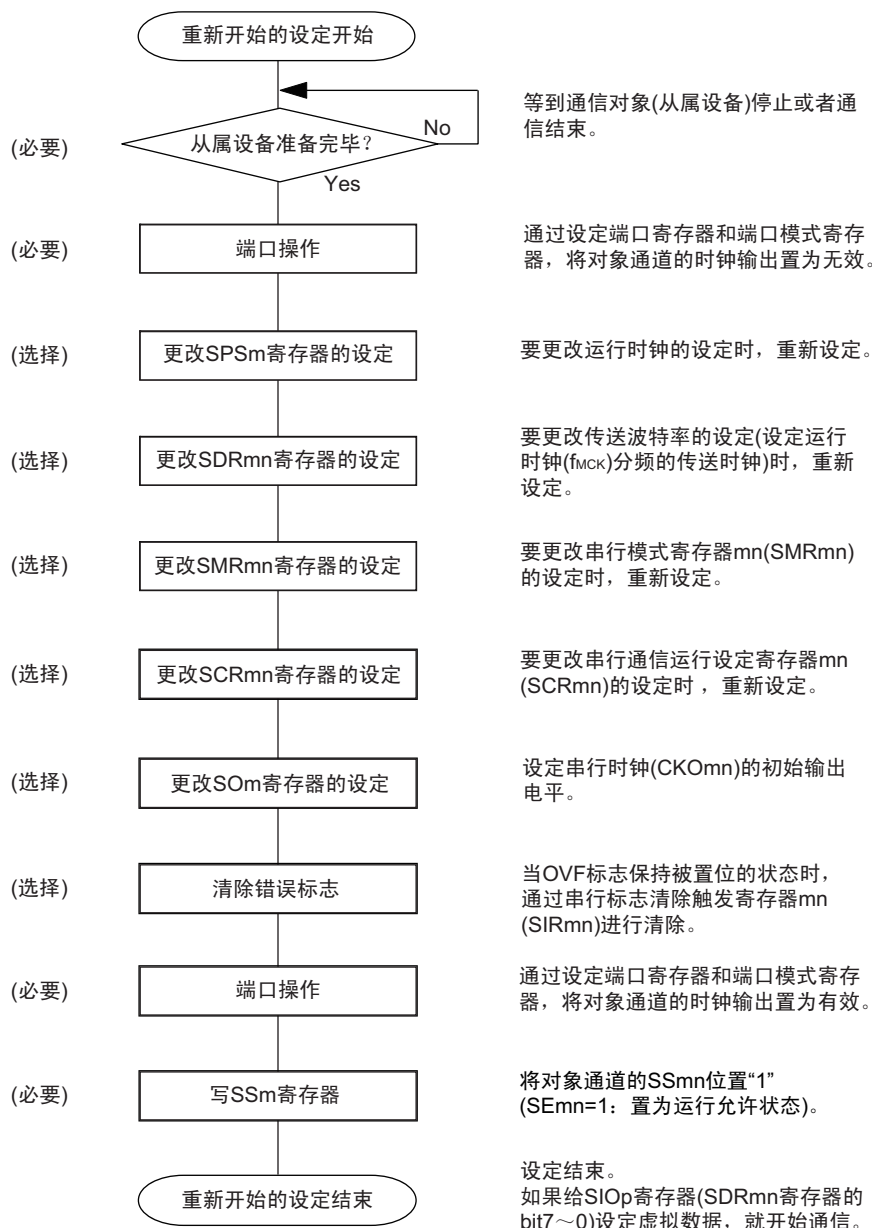 重新开始的设定开始
等到通信对象(从属设备)停止或者通
信结束。
(必要)
从属设备准备完毕？
No
Yes
(必要)
端口操作
通过设定端口寄存器和端口模式寄存
器，将对象通道的时钟输出置为无效。
(选择)
更改SPSm寄存器的设定
要更改运行时钟的设定时，重新设定。
(选择)
更改SDRmn寄存器的设定
要更改传送波特率的设定(设定运行
时钟(fMCK)分频的传送时钟)时，重新
设定。
(选择)
更改SMRmn寄存器的设定
要更改串行模式寄存器mn(SMRmn)
的设定时，重新设定。
(选择)
更改SCRmn寄存器的设定
要更改串行通信运行设定寄存器mn
(SCRmn)的设定时，重新设定。
(选择)
更改SOm寄存器的设定
设定串行时钟(CKOmn)的初始输出
电平。
(选择)
清除错误标志
当OVF标志保持被置位的状态时，
通过串行标志清除触发寄存器mn
(SIRmn)进行清除。
(必要)
端口操作
通过设定端口寄存器和端口模式寄存
器，将对象通道的时钟输出置为有效。
(必要)
写SSm寄存器
将对象通道的SSmn位置“1”
(SEmn=1：置为运行允许状态)。
重新开始的设定结束
设定结束。
如果给SIOp寄存器(SDRmn寄存器的
bit7～0)设定虚拟数据，就开始通信。